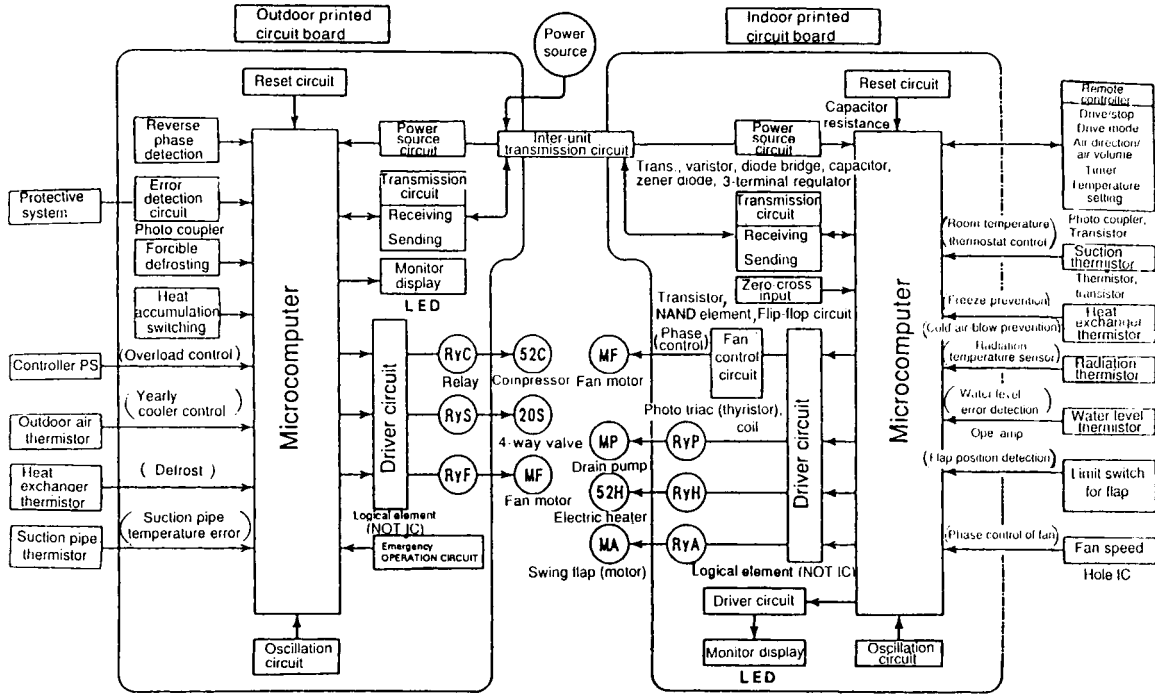 Outdoor printed
circuit board
Power
source
Indoor printed
circuit board
Reset circuit
Reverse
phase detection
Power
source
circuit
Protective
system
Error
detection
circuit
Photo coupler
Transmission
circuit
Receiving
Sending
Forcible
defrosting
Monitor
display
LED
Heat
accumulation
switching
Microcomputer
Controller PS
(Overload control)
Outdoor air
thermistor
(Yearly
cooler control)
Heat
exchanger
thermistor
(Defrost)
Suction pipe
thermistor
(Suction pipe
temperature error)
Driver circuit
RyC
Relay
52C
Compressor
RyS
20S
4-way valve
RyF
MF
Fan motor
Logical element
(NOT IC)
Emergency
OPERATION CIRCUIT
Oscillation
circuit
Inter-unit
transmission circuit
Reset circuit
Capacitor
resistance
Power
source
circuit
Trans., varistor, diode bridge, capacitor,
zener diode, 3-terminal regulator
Transmission
circuit
Receiving
Sending
Zero-cross
input
Transistor,
NAND element, Flip-flop circuit
(Phase
control)
Fan
control
circuit
MF
Fan motor
Photo triac (thyristor),
coil
MP
RyP
Drain pump
52H
RyH
Electric heater
MA
RyA
Swing flap (motor)
Driver circuit
Logical element (NOT IC)
Driver circuit
Monitor display
LED
Microcomputer
Oscillation
circuit
Remote
controller
Drive/stop
Drive mode
Air direction/
air volume
Timer
Temperature
setting
Photo coupler,
Transistor
(Room temperature
thermostat control)
Suction
thermistor
Thermistor,
transistor
(Freeze prevention)
(Cold air blow prevention)
Heat
exchanger
thermistor
(Radiation
temperature sensor)
Radiation
thermistor
(Water level
error detection)
Water level
thermistor
Ope amp
(Flap position detection)
Limit switch
for flap
(Phase control of fan)
Fan speed
Hole IC